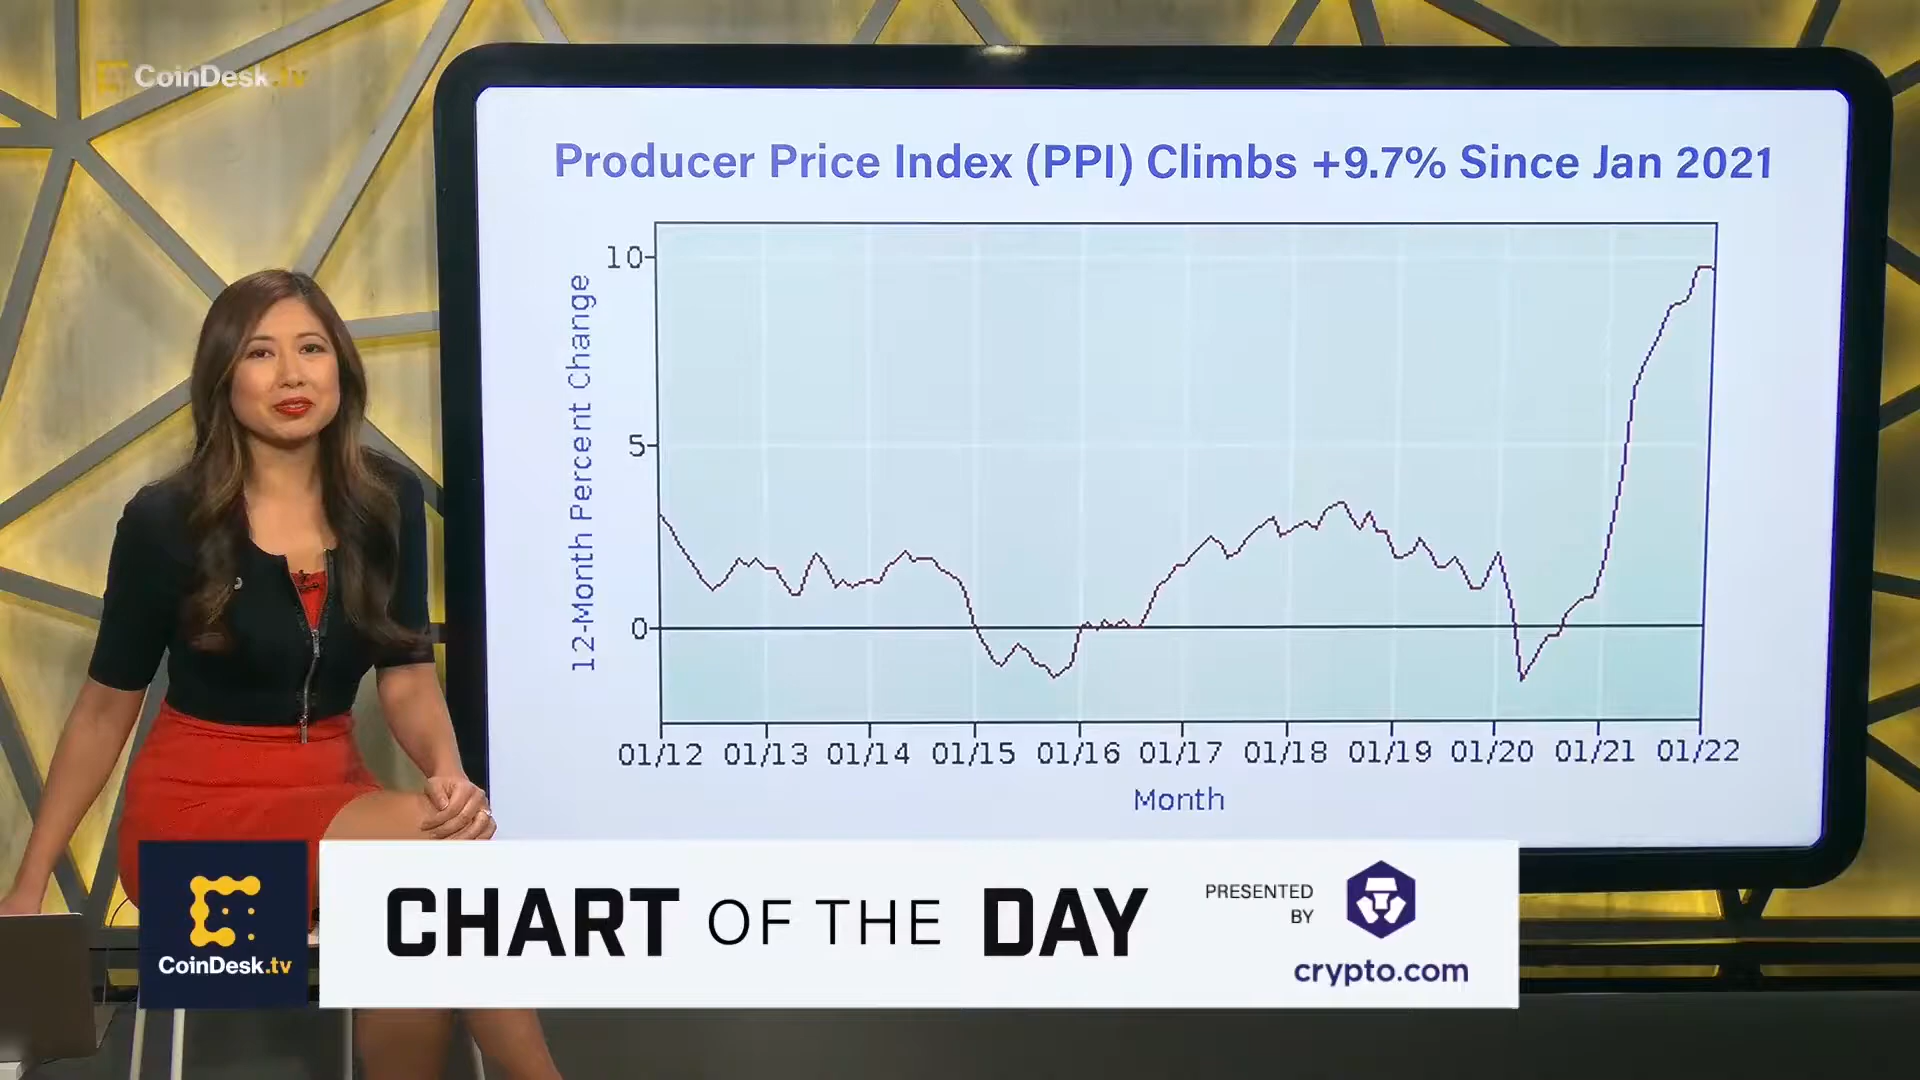 CoinDesk.tv
Producer Price Index (PPI) Climbs +9.7% Since Jan 2021
12-Month Percent Change
10
5
0
01/12 01/13 01/14 01/15 01/16 01/17 01/18 01/19 01/20 01/21 01/22
Month
CoinDesk.tv
CHART OF THE DAY
PRESENTED
BY
crypto.com